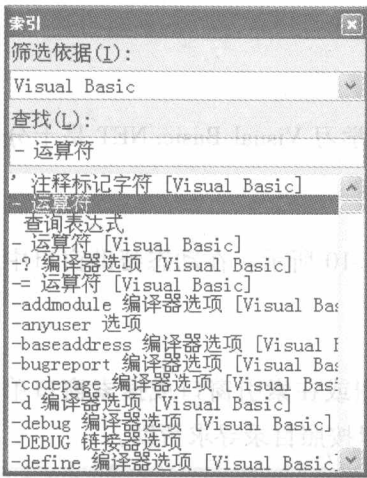 索引
筛选依据(I):
Visual Basic
查找(L):
- 运算符
' 注释标记字符 [Visual Basic]
- 运算符
查询表达式
- 运算符 [Visual Basic]
-? 编译器选项 [Visual Basic]
-= 运算符 [Visual Basic]
-addmodule 编译器选项 [Visual Bas
-anyuser 选项
-baseaddress 编译器选项 [Visual
-bugreport 编译器选项 [Visual Bas
-codepage 编译器选项 [Visual Basi
-d 编译器选项 [Visual Basic]
-debug 编译器选项 [Visual Basic]
-DEBUG 链接器选项
-define 编译器选项 [Visual Basic